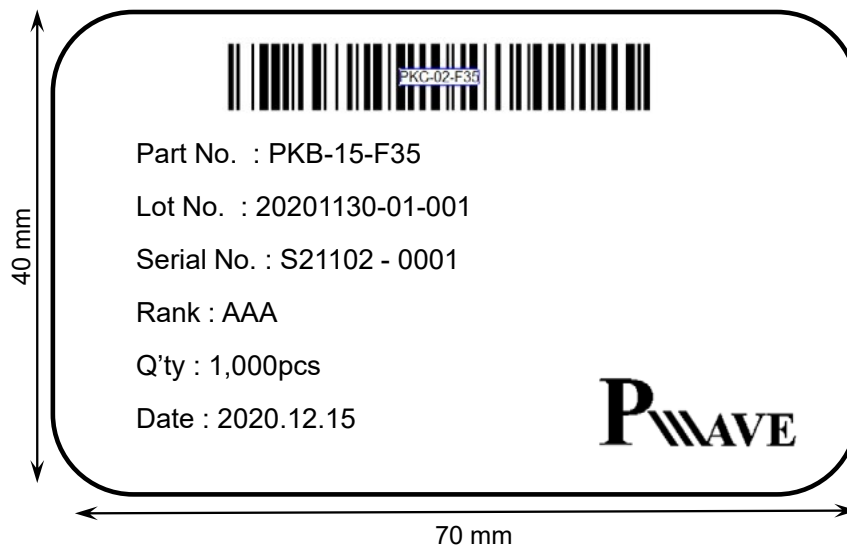 PKC-02-F35
Part No. : PKB-15-F35
Lot No. : 20201130-01-001
Serial No. : S21102 - 0001
Rank : AAA
Q’ty : 1,000pcs
Date : 2020.12.15
PWAVE
40 mm
70 mm